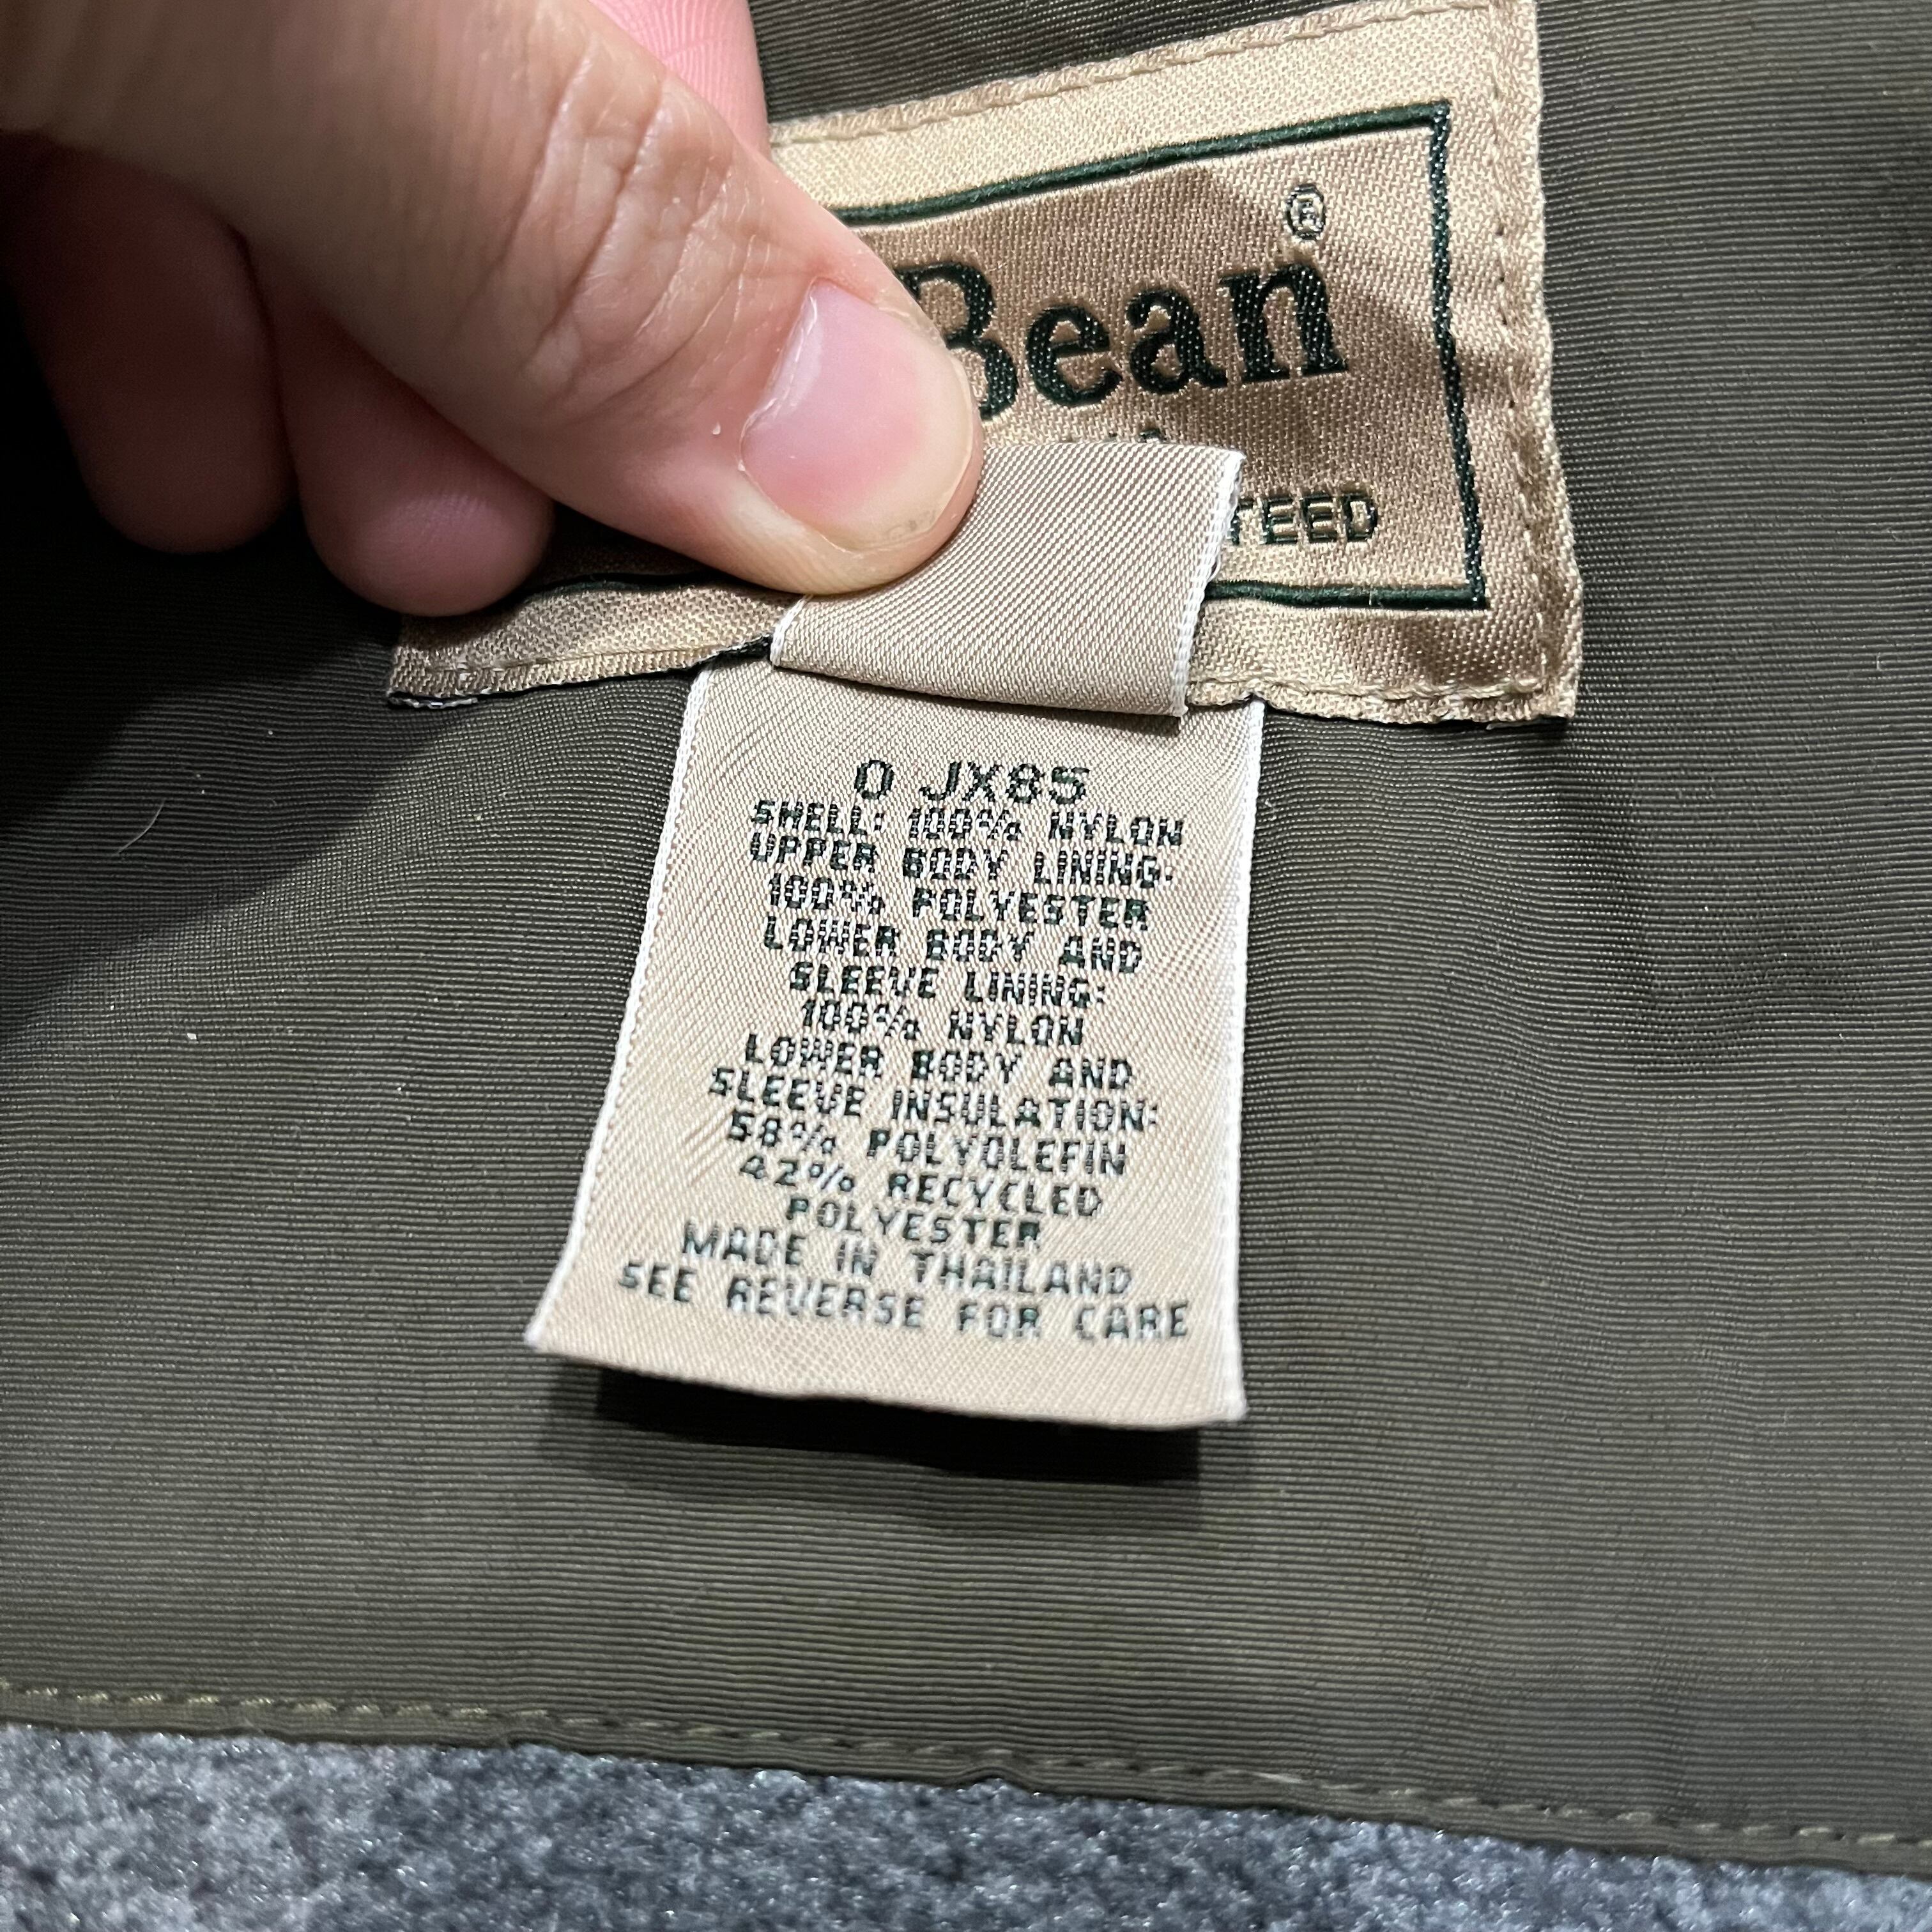 Bean®
TEED
0 JX85
SHELL: 100% NYLON
UPPER BODY LINING:
100% POLYESTER
LOWER BODY AND
SLEEVE LINING:
100% NYLON
LOWER BODY AND
SLEEVE INSULATION:
58% POLYOLEFIN
42% RECYCLED
POLYESTER
MADE IN THAILAND
SEE REVERSE FOR CARE